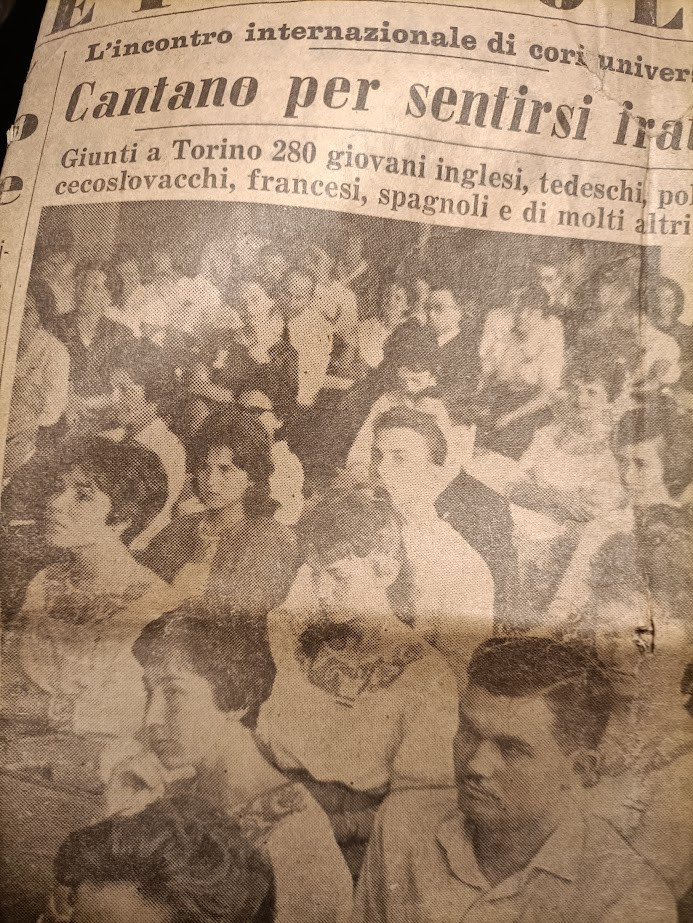 L'incontro internazionale di cori univer
Cantano per sentirsi frat
Giunti a Torino 280 giovani inglesi, tedeschi, pol
cecoslovacchi, francesi, spagnoli e di molti altri